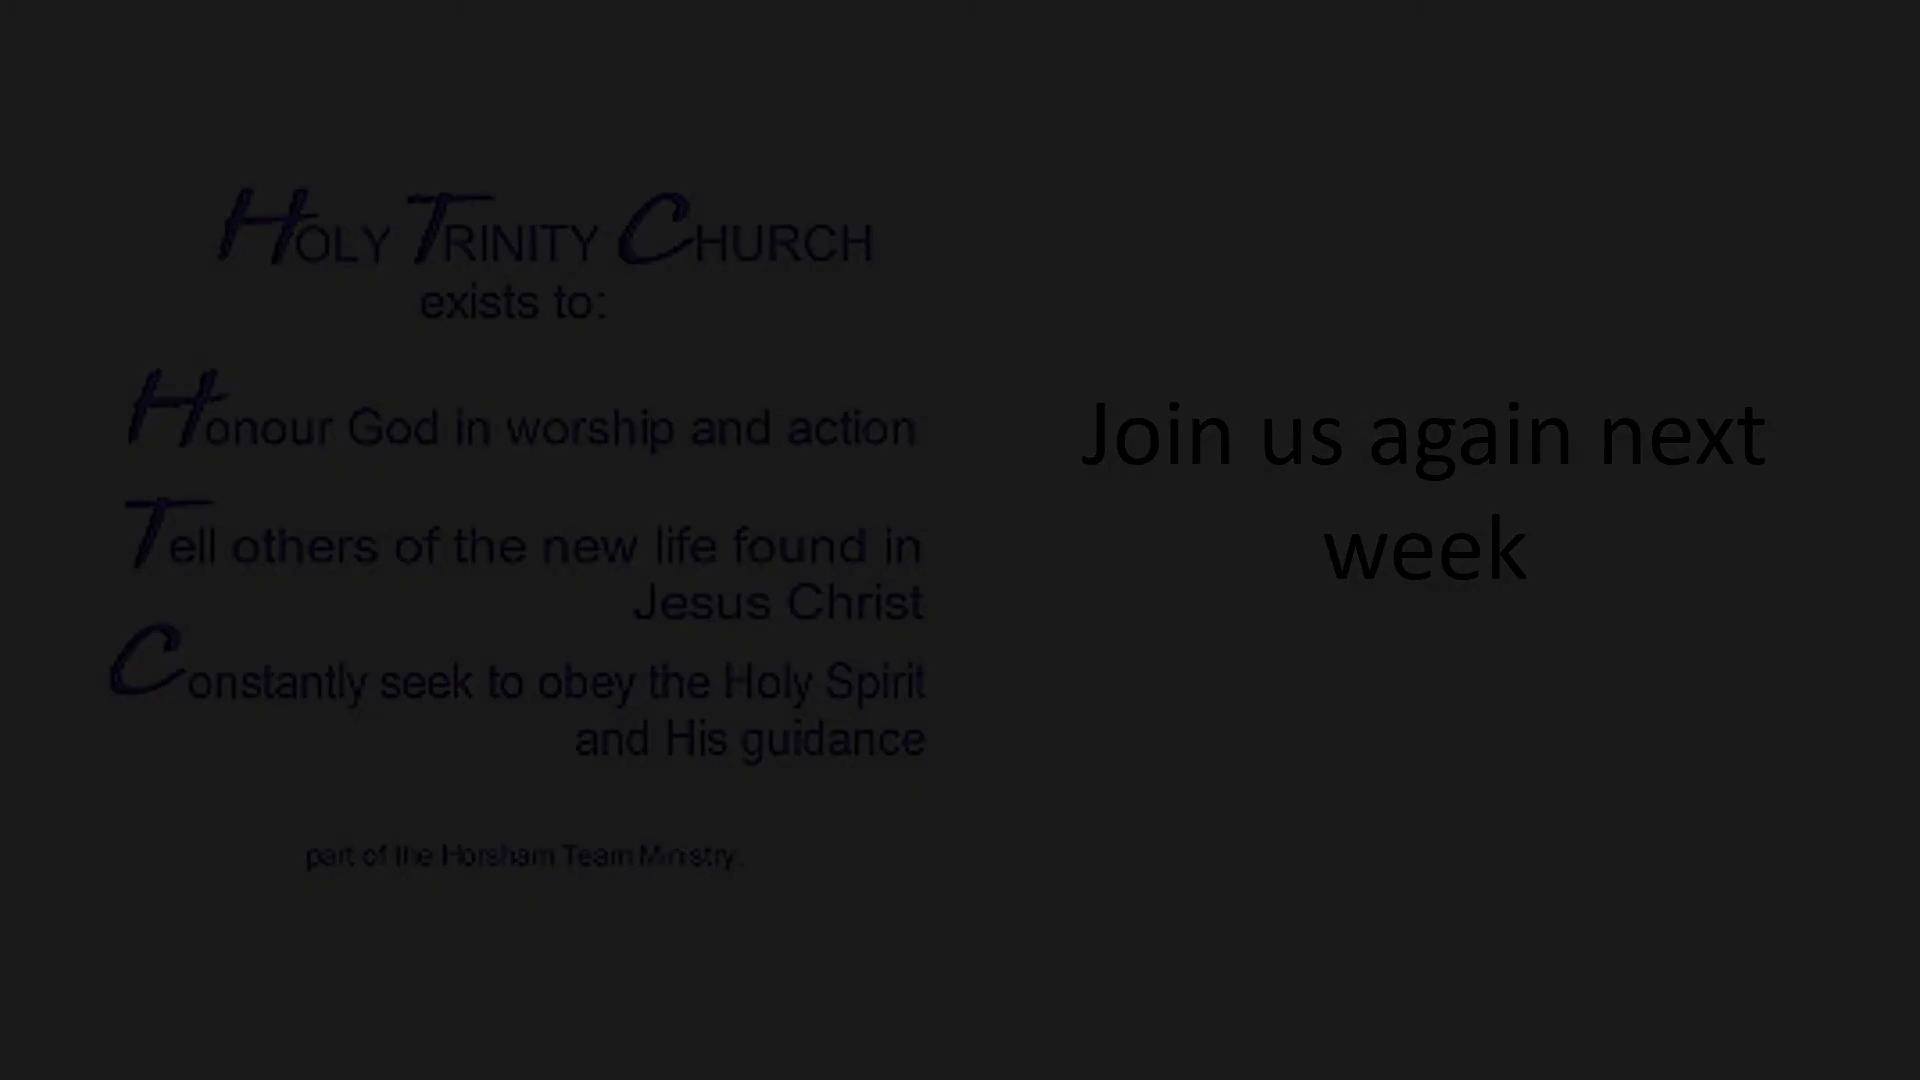 HOLY TRINITY CHURCH
exists to:
Honour God in worship and action
Tell others of the new life found in
Jesus Christ
Constantly seek to obey the Holy Spirit
and His guidance
part of the Horsham Team Ministry.
Join us again next
week